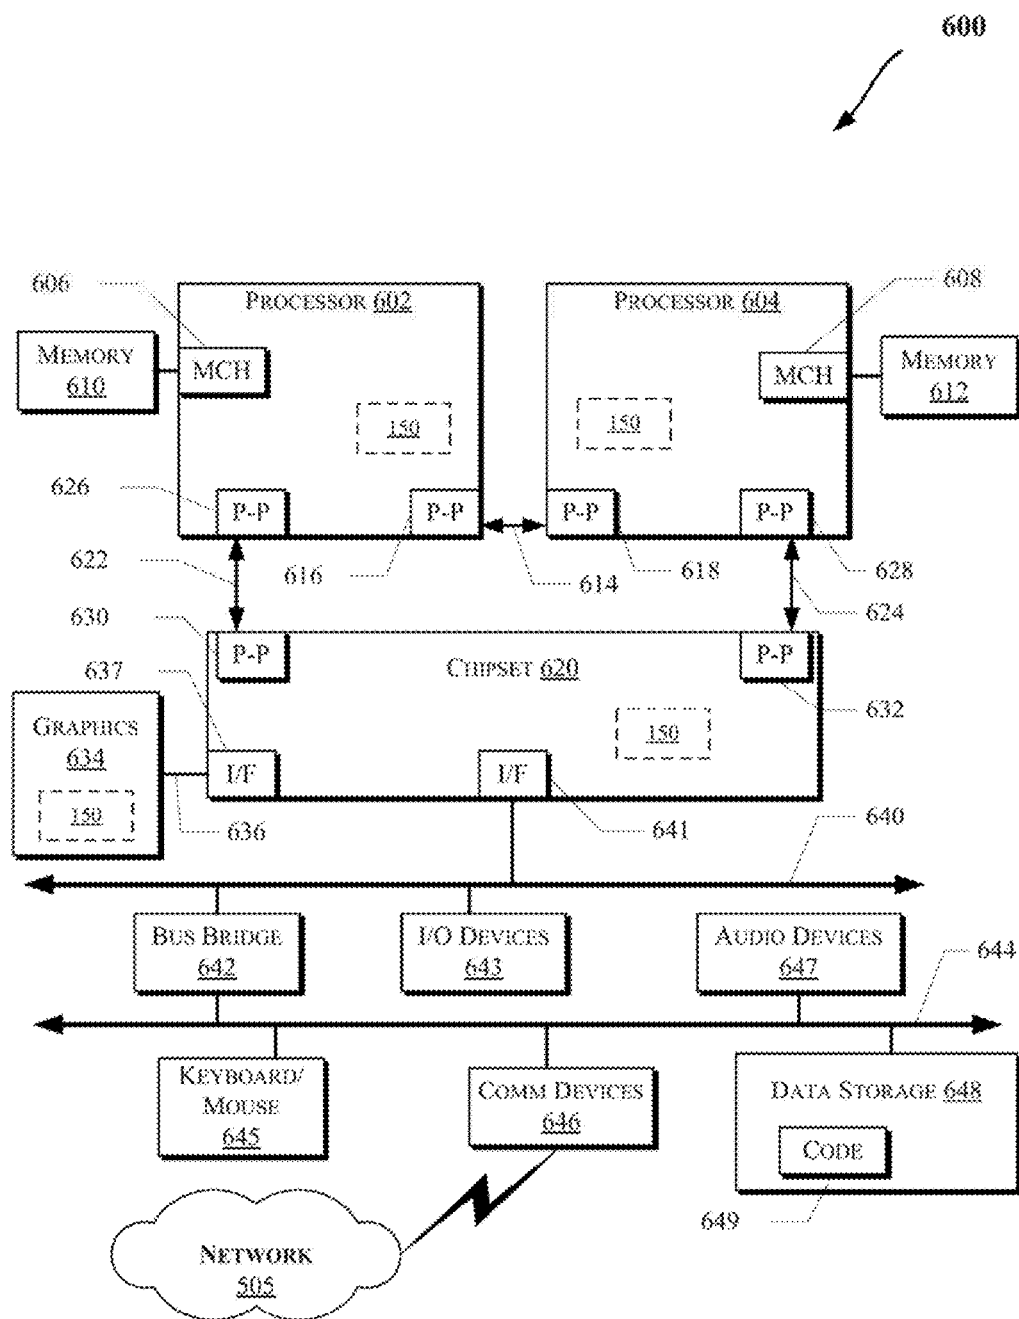 600
606
PROCESSOR 602
PROCESSOR 604
608
MEMORY
610
MCH
MCH
MEMORY
612
150
150
626
P-P
P-P
P-P
P-P
622
616
614
618
628
624
630
P-P
CHIPSET 620
P-P
637
632
GRAPHICS
634
150
150
I/F
I/F
636
641
640
BUS BRIDGE
642
I/O DEVICES
643
AUDIO DEVICES
647
644
KEYBOARD/
MOUSE
645
COMM DEVICES
646
DATA STORAGE 648
CODE
649
NETWORK
505